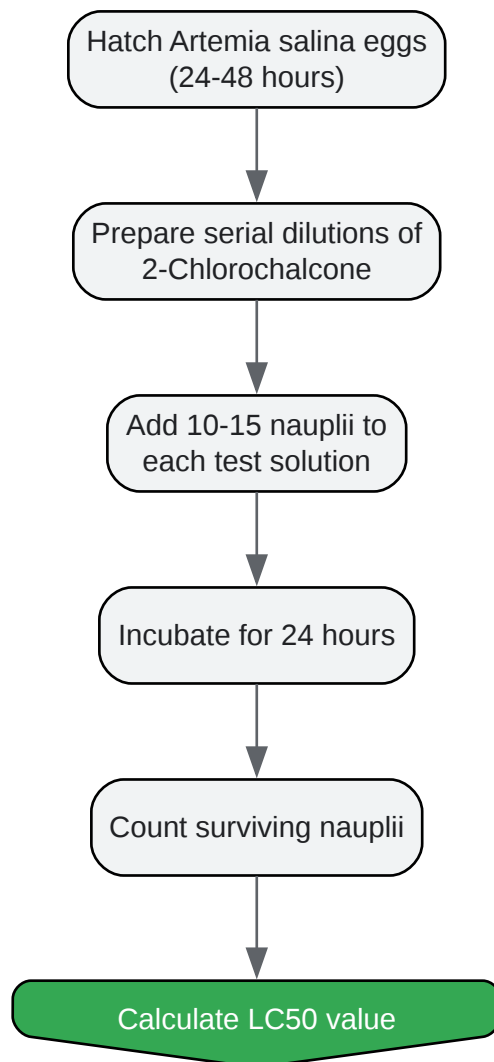 Hatch Artemia salina eggs
(24-48 hours)
Prepare serial dilutions of
2-Chlorochalcone
Add 10-15 nauplii to
each test solution
Incubate for 24 hours
Count surviving nauplii
Calculate LC50 value